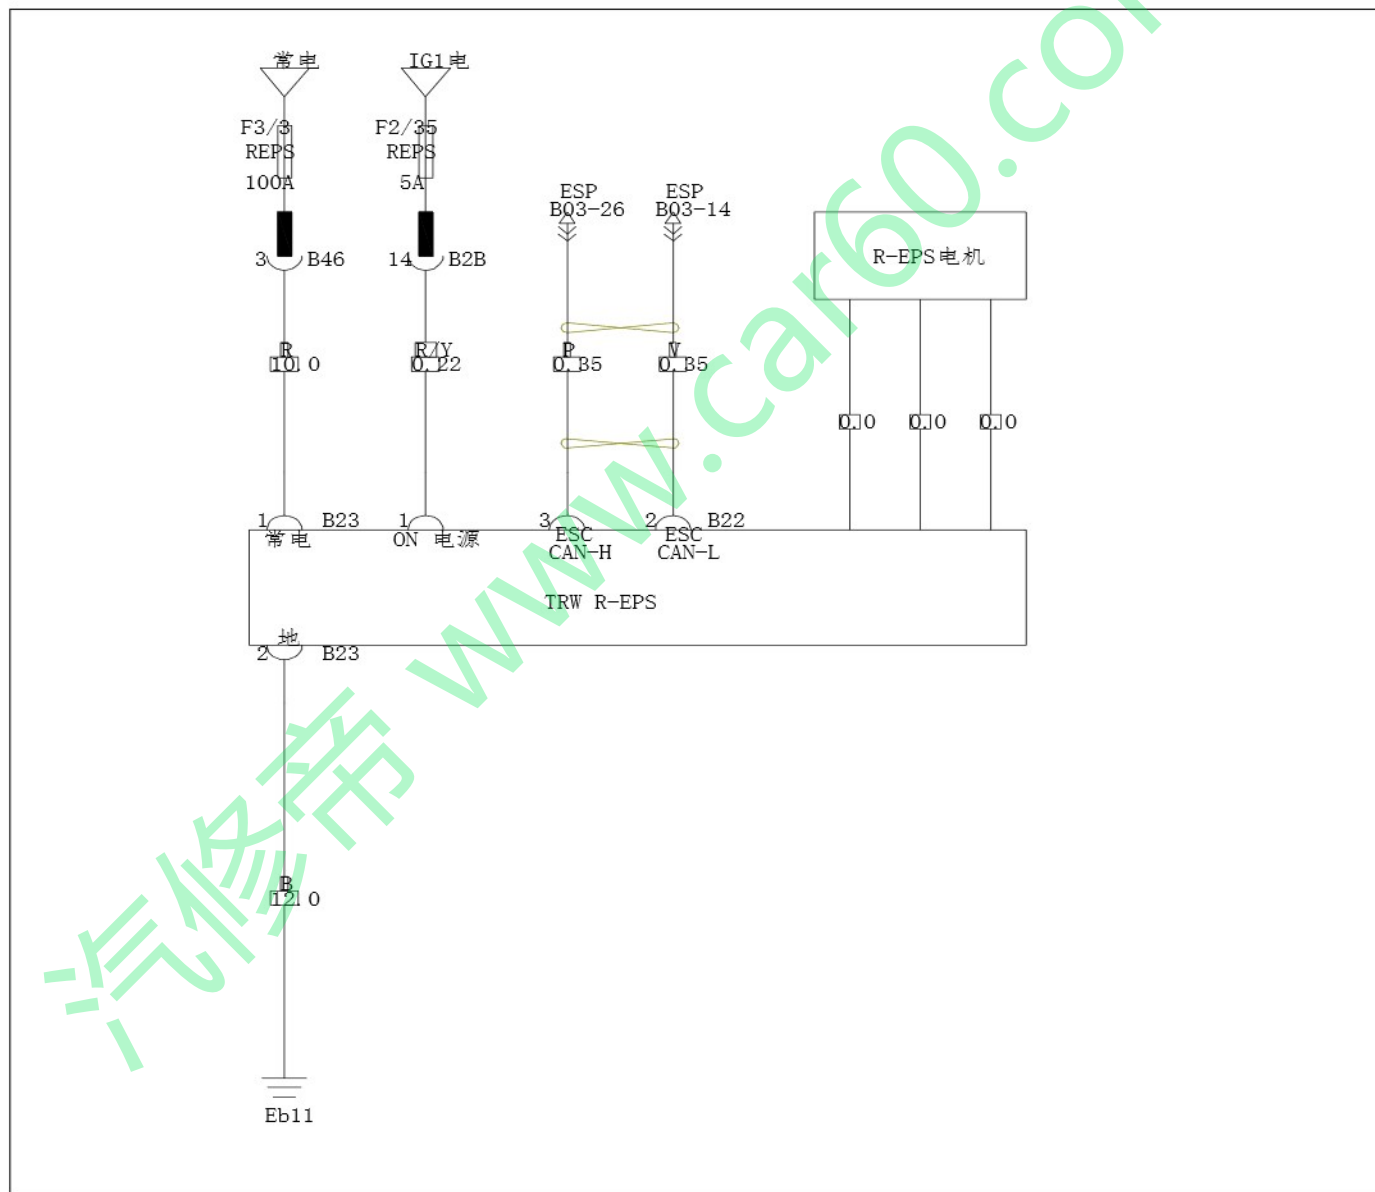 常电
IG1电
F3/3
REPS
100A
F2/35
REPS
5A
ESP
B03-26
ESP
B03-14
R-EPS电机
3
B46
14
B2B
R
10.0
R/Y
0.22
P
0.35
V
0.35
0.0
0.0
0.0
1
B23
1
3
2
B22
常电
ON 电源
ESC
CAN-H
ESC
CAN-L
TRW R-EPS
地
2
B23
B
12.0
Eb11
汽修帝 www.car60.com